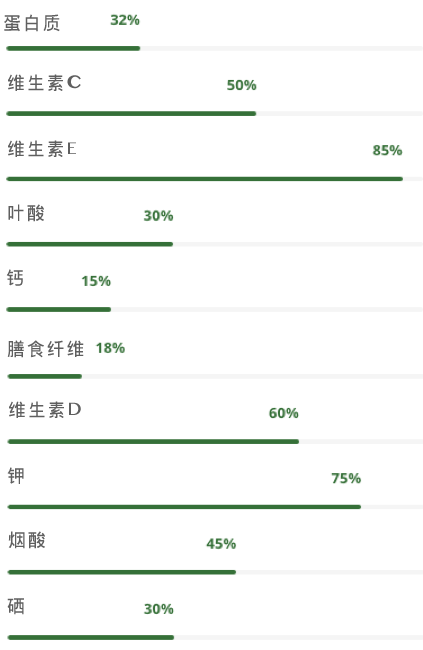 蛋白质 32%
维生素C 50%
维生素E 85%
叶酸 30%
钙 15%
膳食纤维 18%
维生素D 60%
钾 75%
烟酸 45%
硒 30%